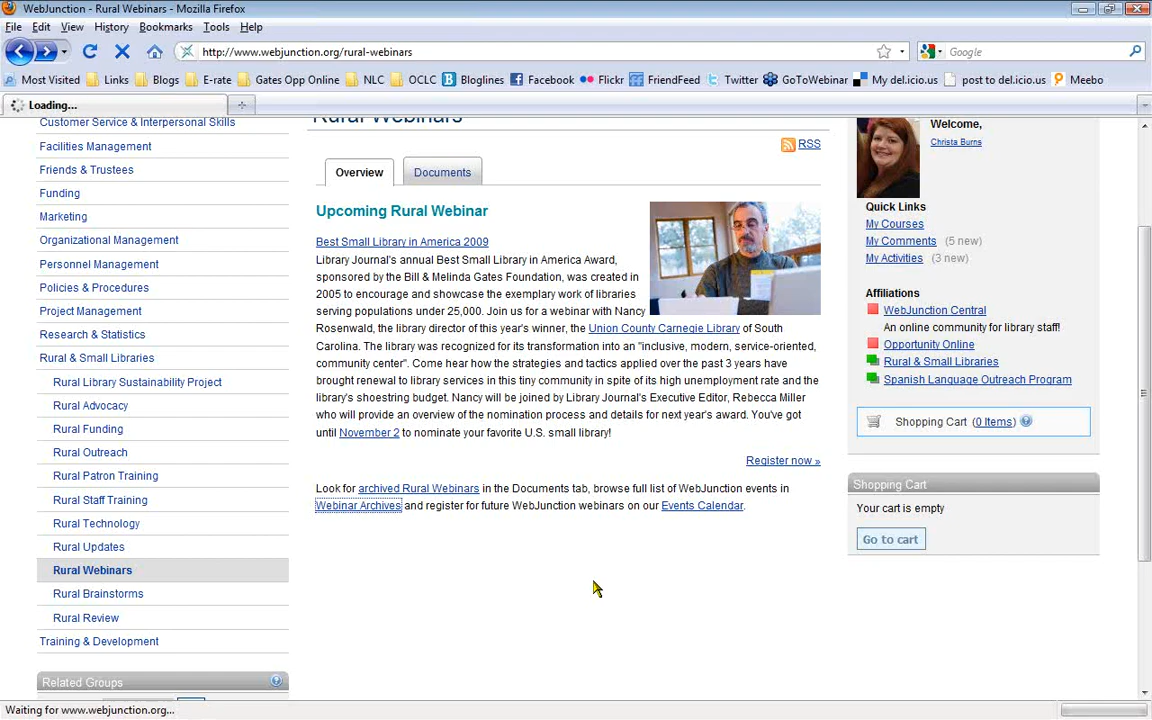 WebJunction - Rural Webinars - Mozilla Firefox
File Edit View History Bookmarks Tools Help
http://www.webjunction.org/rural-webinars
Google
Most Visited Links Blogs E-rate Gates Opp Online NLC OCLC Bloglines Facebook Flickr FriendFeed Twitter GoToWebinar My del.icio.us post to del.icio.us Meebo
Loading...
Customer Service & Interpersonal Skills
Facilities Management
Friends & Trustees
Funding
Marketing
Organizational Management
Personnel Management
Policies & Procedures
Project Management
Research & Statistics
Rural & Small Libraries
Rural Library Sustainability Project
Rural Advocacy
Rural Funding
Rural Outreach
Rural Patron Training
Rural Staff Training
Rural Technology
Rural Updates
Rural Webinars
Rural Brainstorms
Rural Review
Training & Development
Related Groups
Rural Webinars
RSS
Overview Documents
Upcoming Rural Webinar
Best Small Library in America 2009
Library Journal's annual Best Small Library in America Award,
sponsored by the Bill & Melinda Gates Foundation, was created in
2005 to encourage and showcase the exemplary work of libraries
serving populations under 25,000. Join us for a webinar with Nancy
Rosenwald, the library director of this year's winner, the Union County Carnegie Library of South
Carolina. The library was recognized for its transformation into an "inclusive, modern, service-oriented,
community center". Come hear how the strategies and tactics applied over the past 3 years have
brought renewal to library services in this tiny community in spite of its high unemployment rate and the
library's shoestring budget. Nancy will be joined by Library Journal's Executive Editor, Rebecca Miller
who will provide an overview of the nomination process and details for next year's award. You've got
until November 2 to nominate your favorite U.S. small library!
Register now »
Look for archived Rural Webinars in the Documents tab, browse full list of WebJunction events in
Webinar Archives and register for future WebJunction webinars on our Events Calendar.
Welcome,
Christa Burns
Quick Links
My Courses
My Comments (5 new)
My Activities (3 new)
Affiliations
WebJunction Central
An online community for library staff!
Opportunity Online
Rural & Small Libraries
Spanish Language Outreach Program
Shopping Cart (0 Items)
Shopping Cart
Your cart is empty
Go to cart
Waiting for www.webjunction.org...